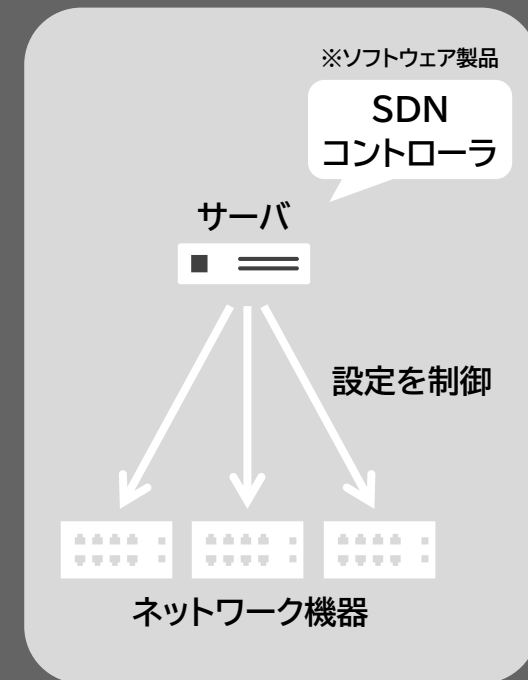 ※ソフトウェア製品
SDN
コントローラ
サーバ
設定を制御
ネットワーク機器